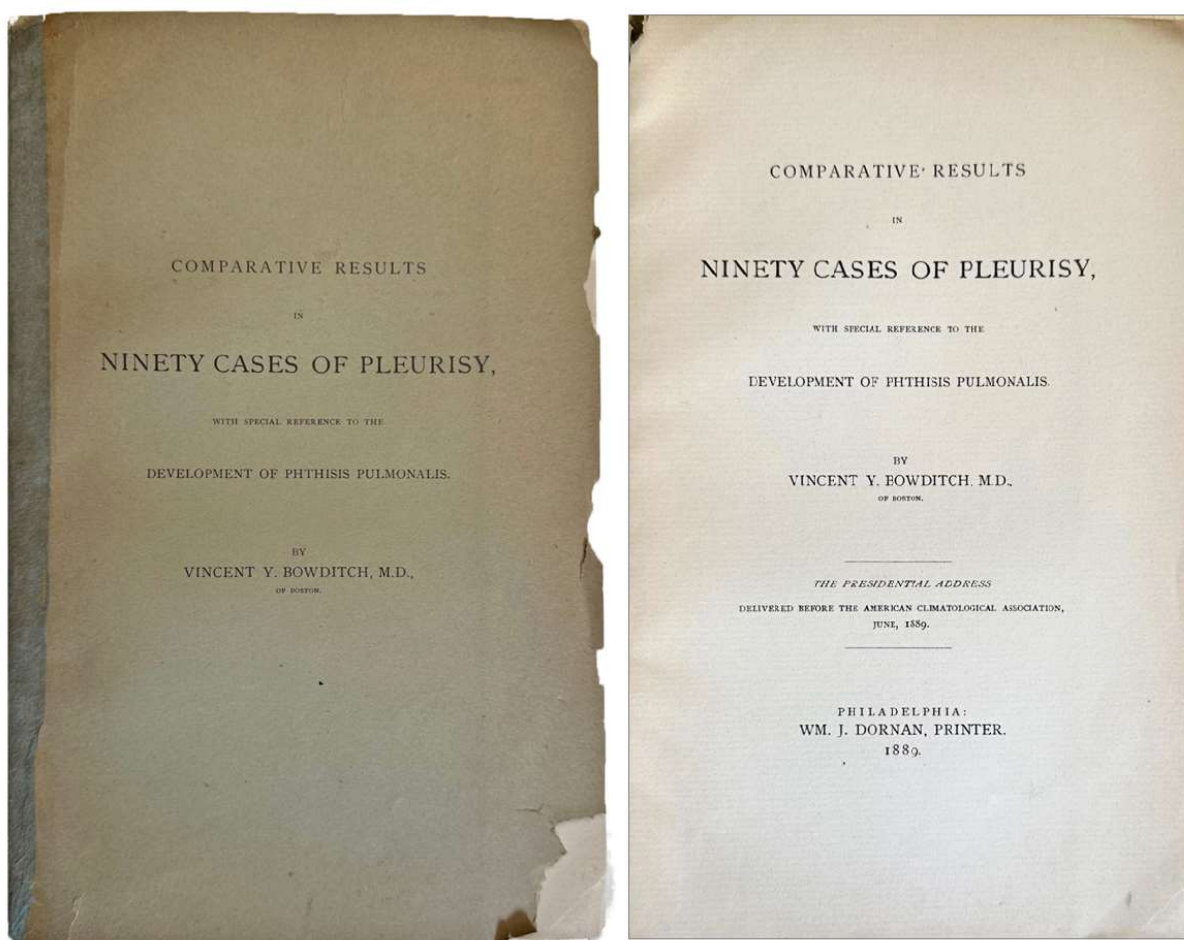 COMPARATIVE RESULTS
IN
NINETY CASES OF PLEURISY,
WITH SPECIAL REFERENCE TO THE
DEVELOPMENT OF PHTHISIS PULMONALIS.
BY
VINCENT Y. BOWDITCH, M.D.,
OF BOSTON.
COMPARATIVE RESULTS
IN
NINETY CASES OF PLEURISY,
WITH SPECIAL REFERENCE TO THE
DEVELOPMENT OF PHTHISIS PULMONALIS.
BY
VINCENT Y. BOWDITCH, M.D.,
OF BOSTON.
THE PRESIDENTIAL ADDRESS
DELIVERED BEFORE THE AMERICAN CLIMATOLOGICAL ASSOCIATION,
JUNE, 1889.
PHILADELPHIA:
WM. J. DORNAN, PRINTER.
1889.